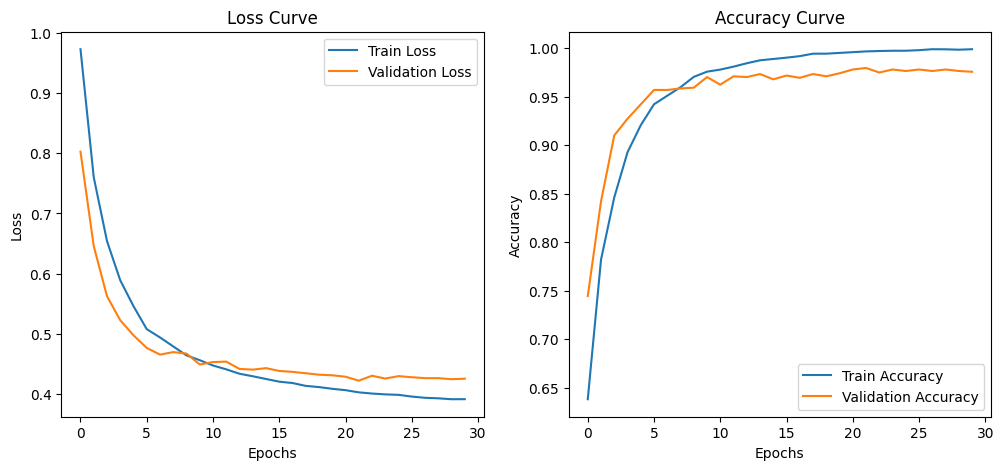 Loss Curve
Train Loss
Validation Loss
Loss
1.0
0.9
0.8
0.7
0.6
0.5
0.4
0
5
10
15
20
25
30
Epochs
Accuracy Curve
Train Accuracy
Validation Accuracy
Accuracy
1.00
0.95
0.90
0.85
0.80
0.75
0.70
0.65
0
5
10
15
20
25
30
Epochs